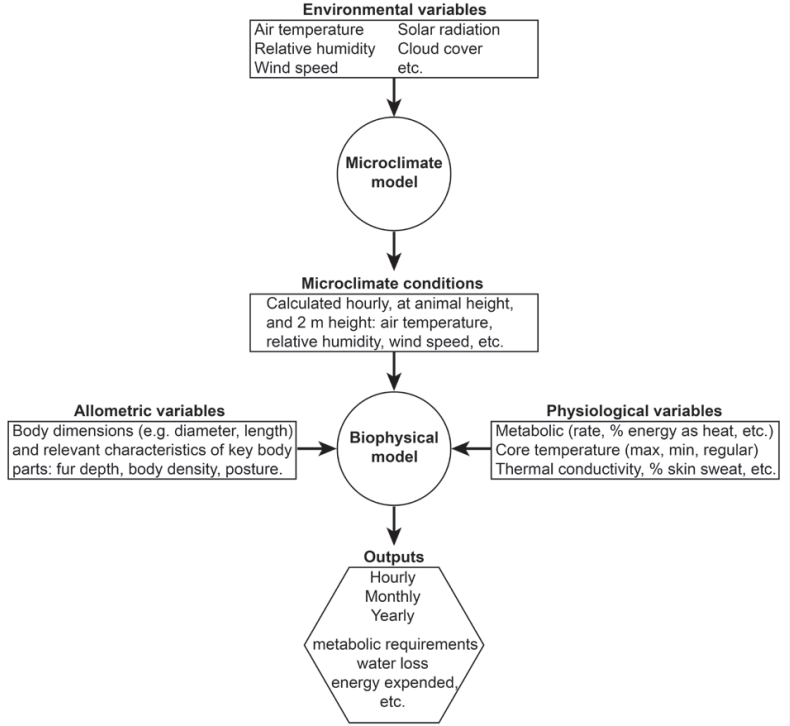 Environmental variables
Air temperature Solar radiation
Relative humidity Cloud cover
Wind speed etc.
Microclimate
model
Microclimate conditions
Calculated hourly, at animal height,
and 2 m height: air temperature,
relative humidity, wind speed, etc.
Allometric variables
Body dimensions (e.g. diameter, length)
and relevant characteristics of key body
parts: fur depth, body density, posture.
Biophysical
model
Physiological variables
Metabolic (rate, % energy as heat, etc.)
Core temperature (max, min, regular)
Thermal conductivity, % skin sweat, etc.
Outputs
Hourly
Monthly
Yearly
metabolic requirements
water loss
energy expended,
etc.